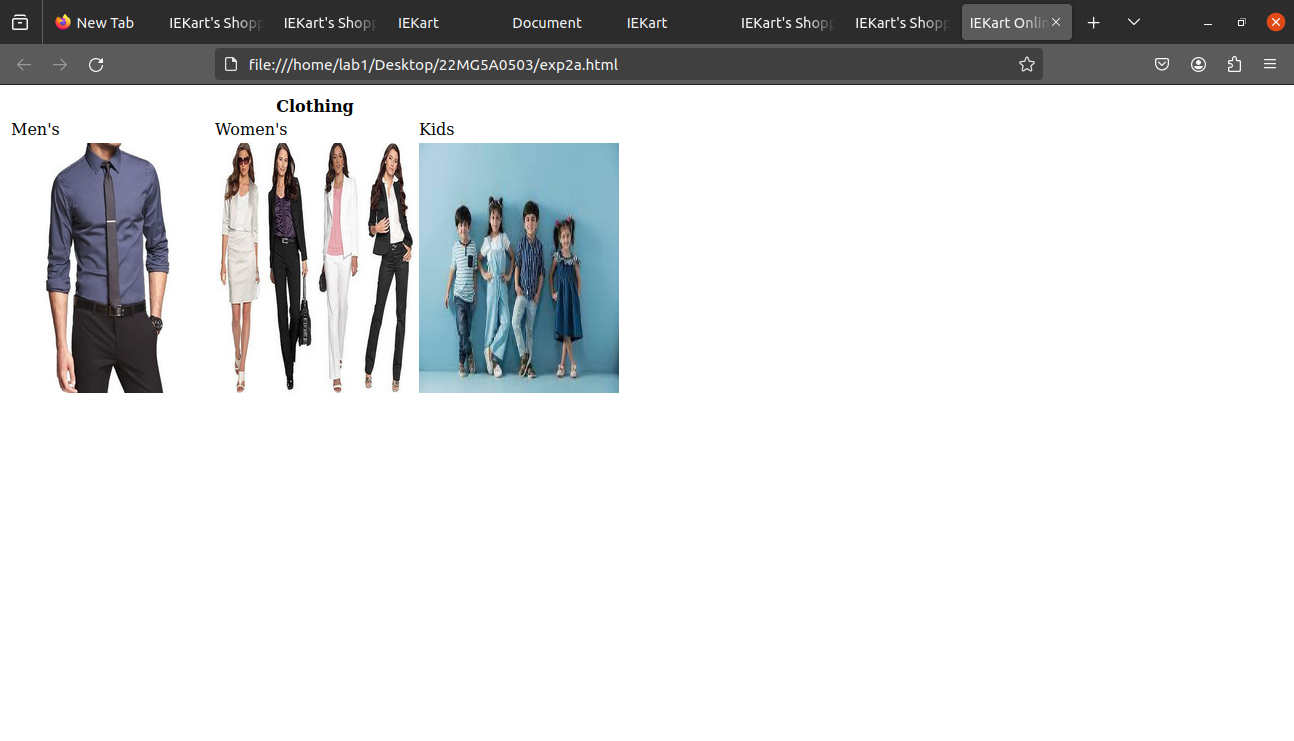 New Tab
IEKart's Shopp
IEKart's Shopp
IEKart
Document
IEKart
IEKart's Shopp
IEKart's Shopp
IEKart Onlin
file:///home/lab1/Desktop/22MG5A0503/exp2a.html
Clothing
Men's Women's Kids